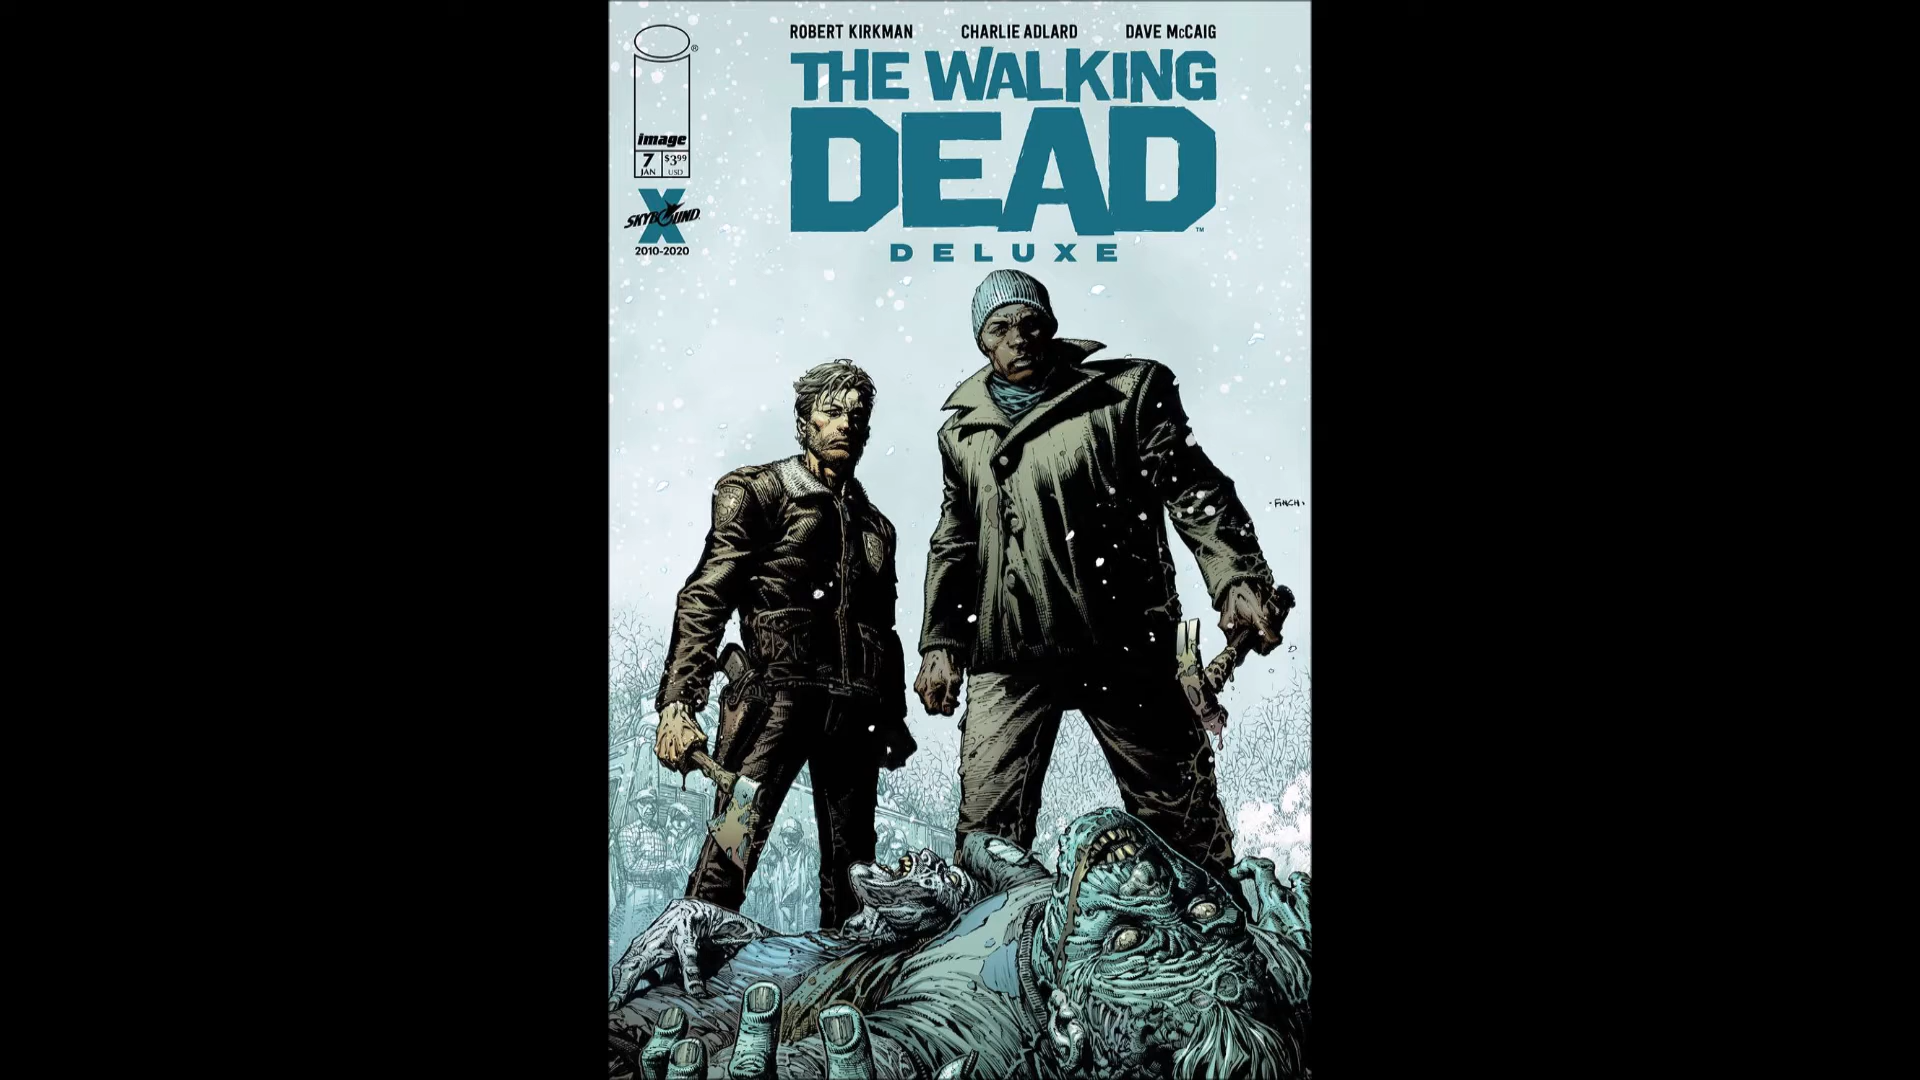 ROBERT KIRKMAN CHARLIE ADLARD DAVE McCAIG
THE WALKING
DEAD™
DELUXE
®
image
7 $3.99
JAN USD
X
SKYBOUND
2010-2020
·FINCH·